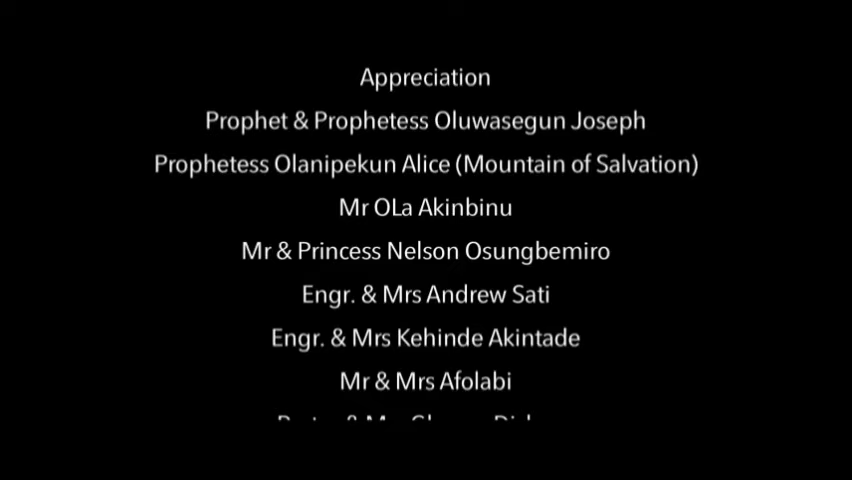 Appreciation
Prophet & Prophetess Oluwasegun Joseph
Prophetess Olanipekun Alice (Mountain of Salvation)
Mr OLa Akinbinu
Mr & Princess Nelson Osungbemiro
Engr. & Mrs Andrew Sati
Engr. & Mrs Kehinde Akintade
Mr & Mrs Afolabi